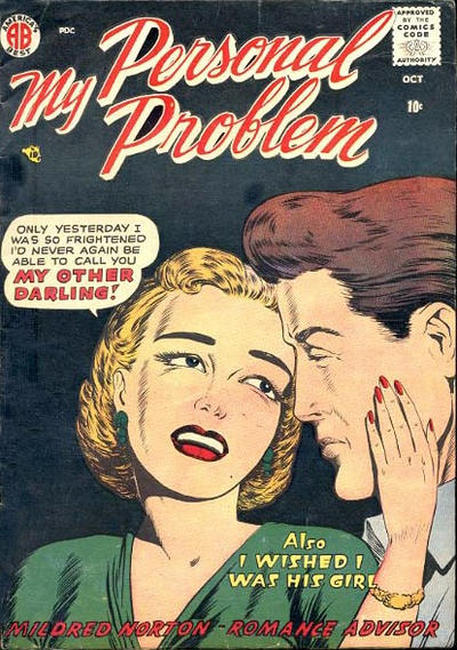 AMERICA'S
AB
BEST
PDC
APPROVED
BY THE
COMICS
CODE
CA
AUTHORITY
My Personal
Problem
OCT
10¢
ONLY YESTERDAY I
WAS SO FRIGHTENED
I'D NEVER AGAIN BE
ABLE TO CALL YOU
MY OTHER
DARLING!
Also
I WISHED I
WAS HIS GIRL
MILDRED NORTON - ROMANCE ADVISOR